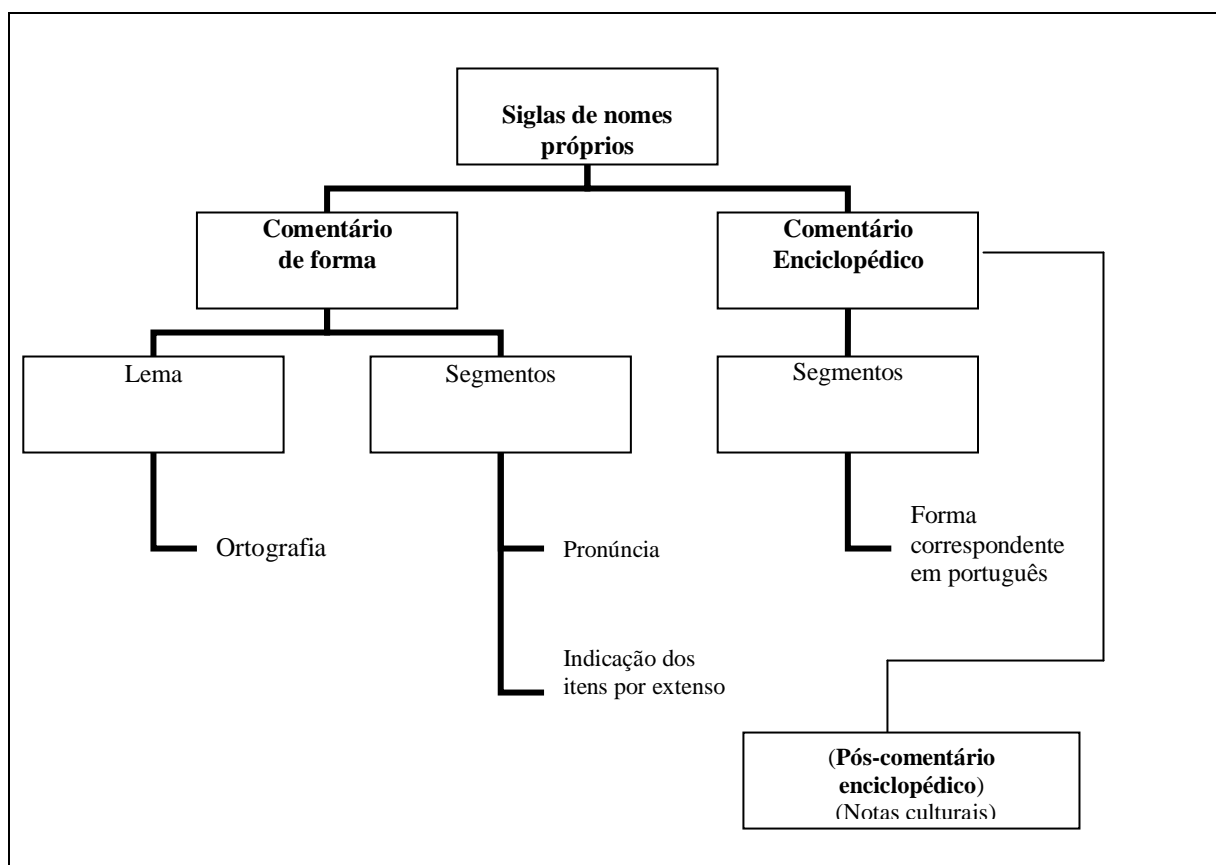 Siglas de nomes
próprios
Comentário
de forma
Comentário
Enciclopédico
Lema
Segmentos
Segmentos
Ortografia
Pronúncia
Forma
correspondente
em português
Indicação dos
itens por extenso
(Pós-comentário
enciclopédico)
(Notas culturais)